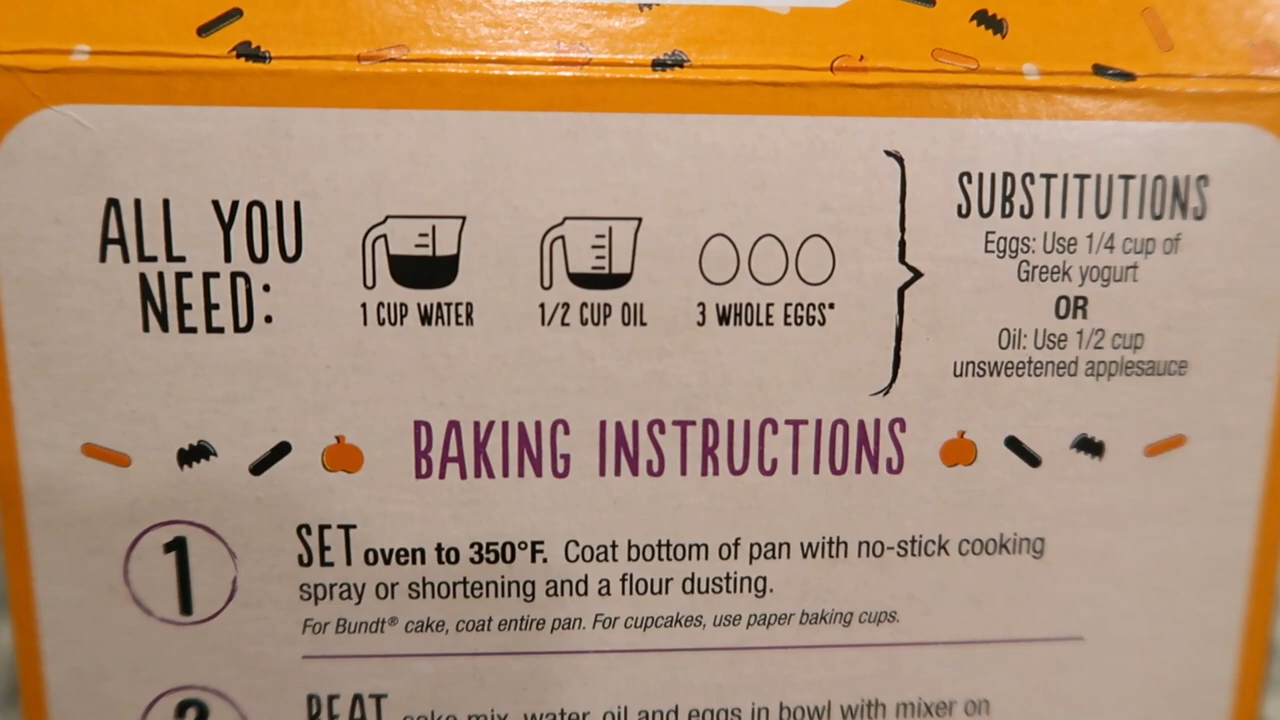 ALL YOU
NEED:
1 CUP WATER
1/2 CUP OIL
3 WHOLE EGGS*
SUBSTITUTIONS
Eggs: Use 1/4 cup of
Greek yogurt
OR
Oil: Use 1/2 cup
unsweetened applesauce
BAKING INSTRUCTIONS
1
SET oven to 350°F. Coat bottom of pan with no-stick cooking
spray or shortening and a flour dusting.
For Bundt® cake, coat entire pan. For cupcakes, use paper baking cups.
2
BEAT cake mix, water, oil and eggs in bowl with mixer on